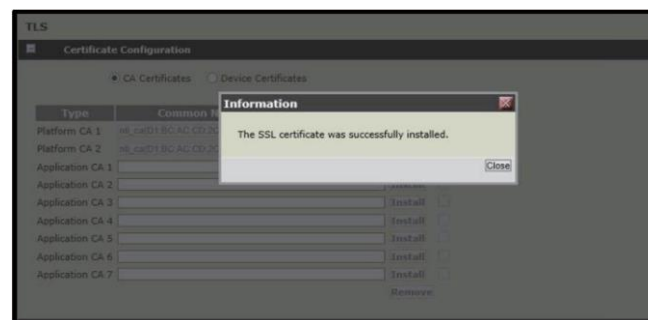 TLS
Certificate Configuration
CA Certificates Device Certificates
Type Common N
Information
The SSL certificate was successfully installed.
Close
Platform CA 1
Platform CA 2
Application CA 1
Application CA 2
Application CA 3 Install
Application CA 4 Install
Application CA 5 Install
Application CA 6 Install
Application CA 7 Install
Remove